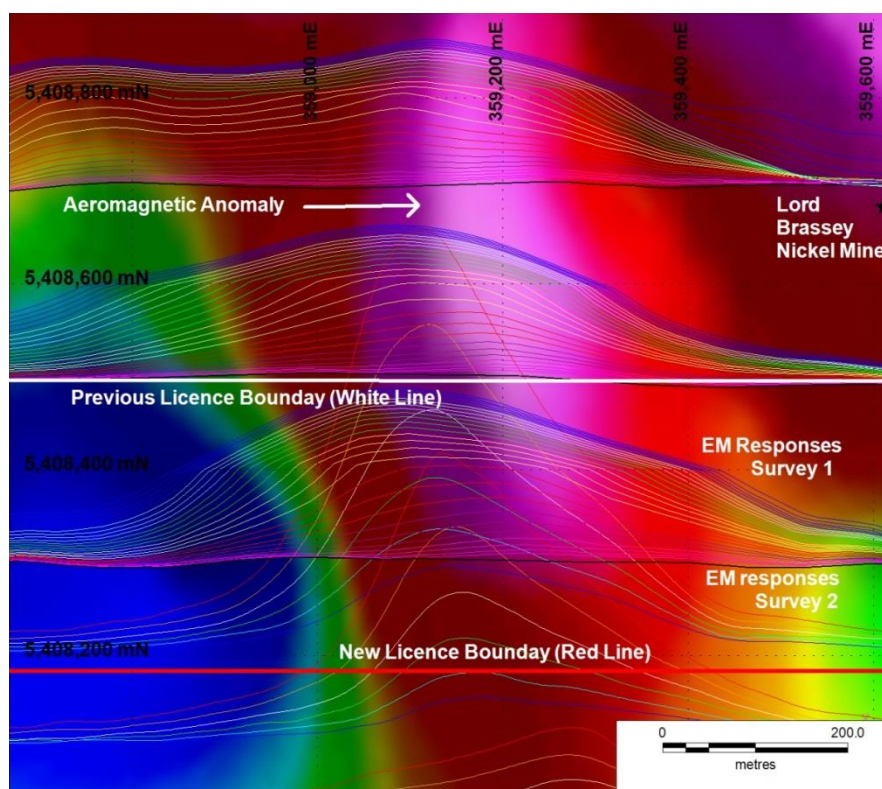 359,000 mE
359,200 mE
359,400 mE
359,600 mE
5,408,800 mN
Aeromagnetic Anomaly
Lord
Brassey
Nickel Mine
5,408,600 mN
Previous Licence Bounday (White Line)
5,408,400 mN
EM Responses
Survey 1
EM responses
Survey 2
5,408,200 mN
New Licence Bounday (Red Line)
0
200.0
metres